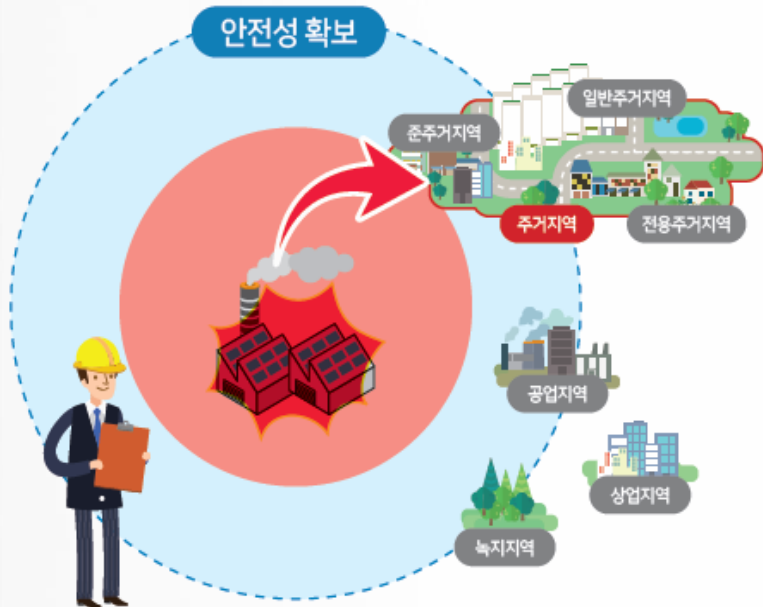 안전성 확보
일반주거지역
준주거지역
주거지역
전용주거지역
공업지역
상업지역
녹지지역